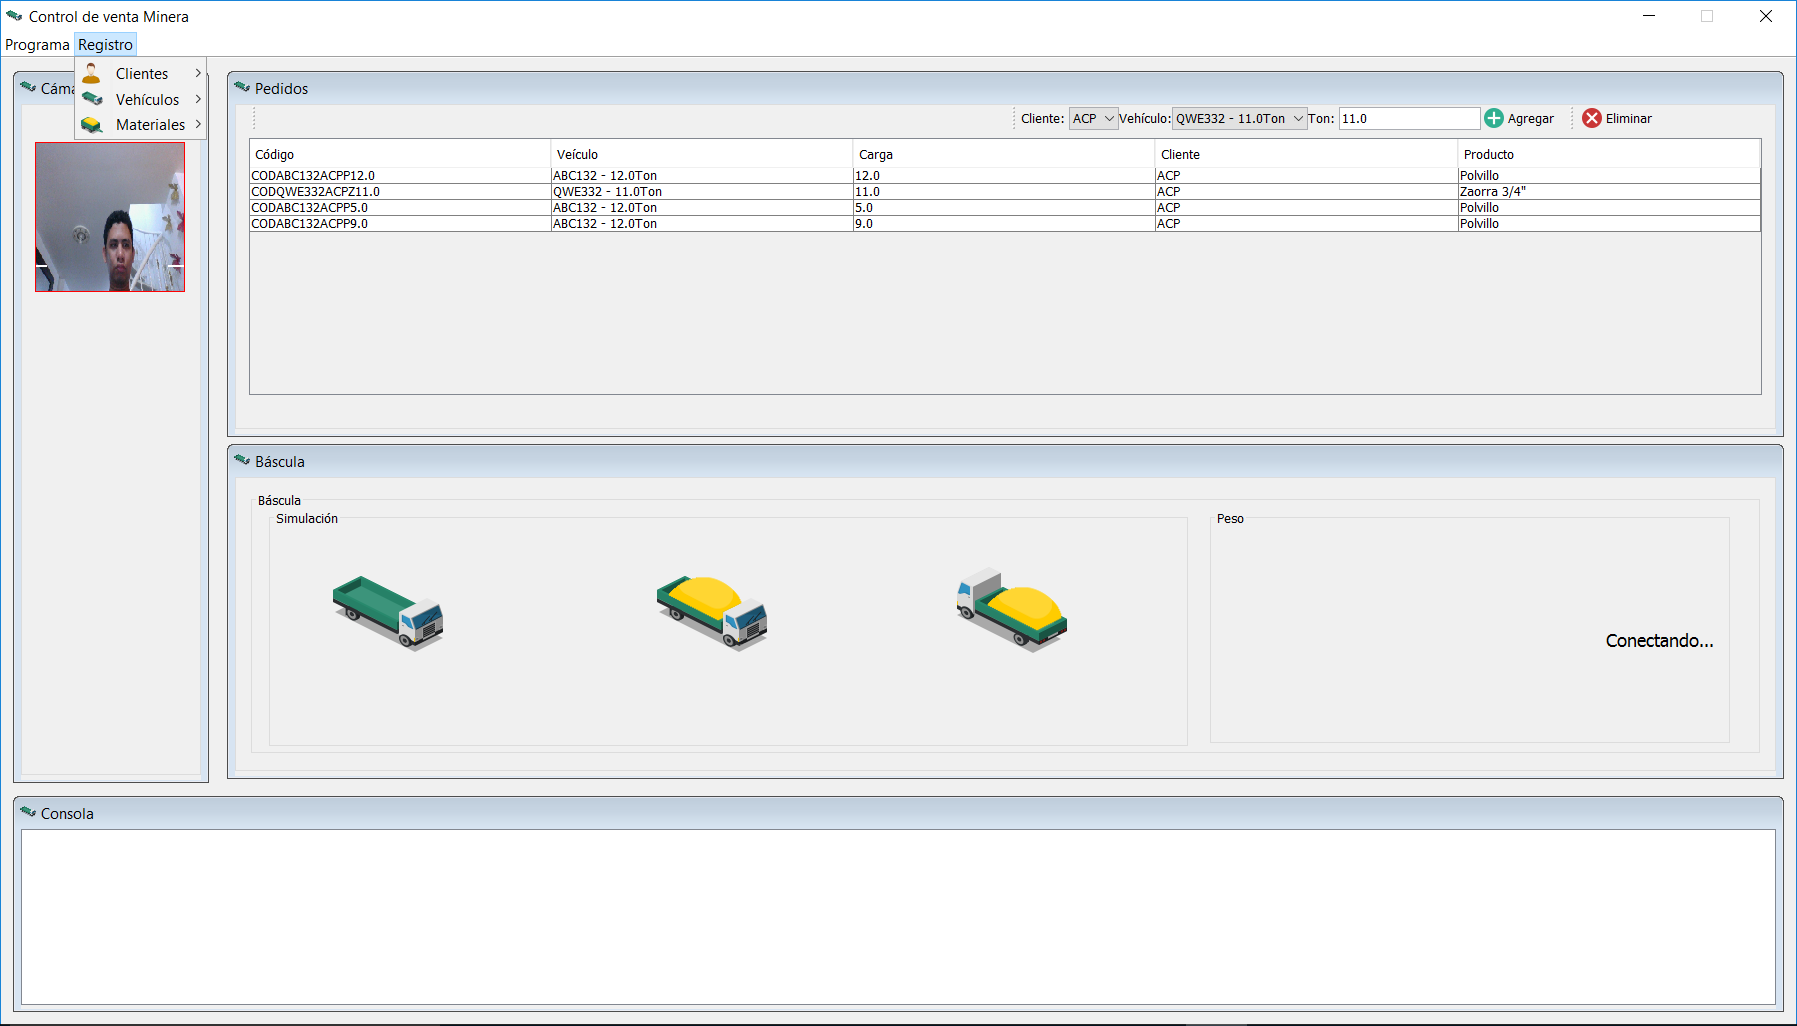 Control de venta Minera
Programa Registro
Clientes
Vehículos
Materiales
Cáma
Pedidos
Cliente: ACP Vehículo: QWE332 - 11.0Ton Ton: 11.0 Agregar Eliminar
Código Veículo Carga Cliente Producto
CODABC132ACPP12.0 ABC132 - 12.0Ton 12.0 ACP Polvillo
CODQWE332ACPZ11.0 QWE332 - 11.0Ton 11.0 ACP Zaorra 3/4"
CODABC132ACPP5.0 ABC132 - 12.0Ton 5.0 ACP Polvillo
CODABC132ACPP9.0 ABC132 - 12.0Ton 9.0 ACP Polvillo
Báscula
Báscula
Simulación Peso
Conectando...
Consola